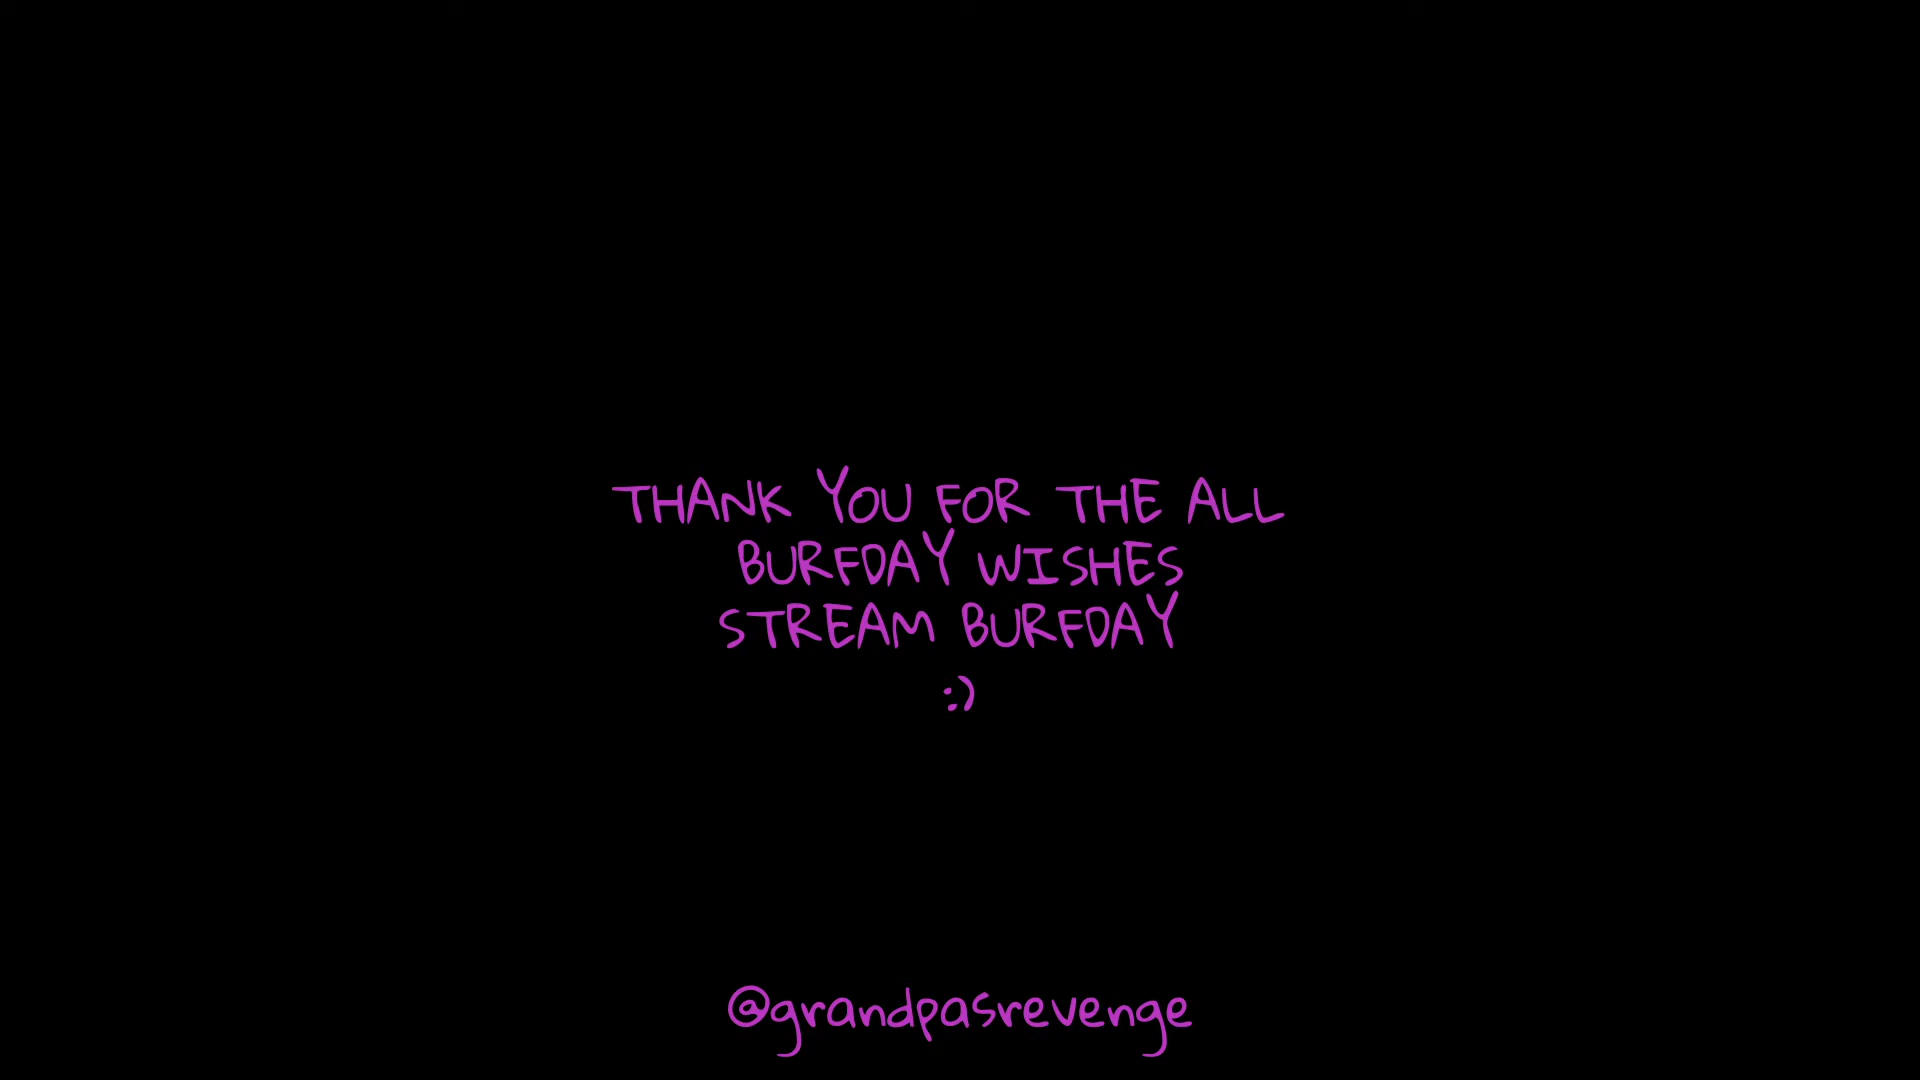 THANK YOU FOR THE ALL
BURFDAY WISHES
STREAM BURFDAY
:)
@grandpasrevenge